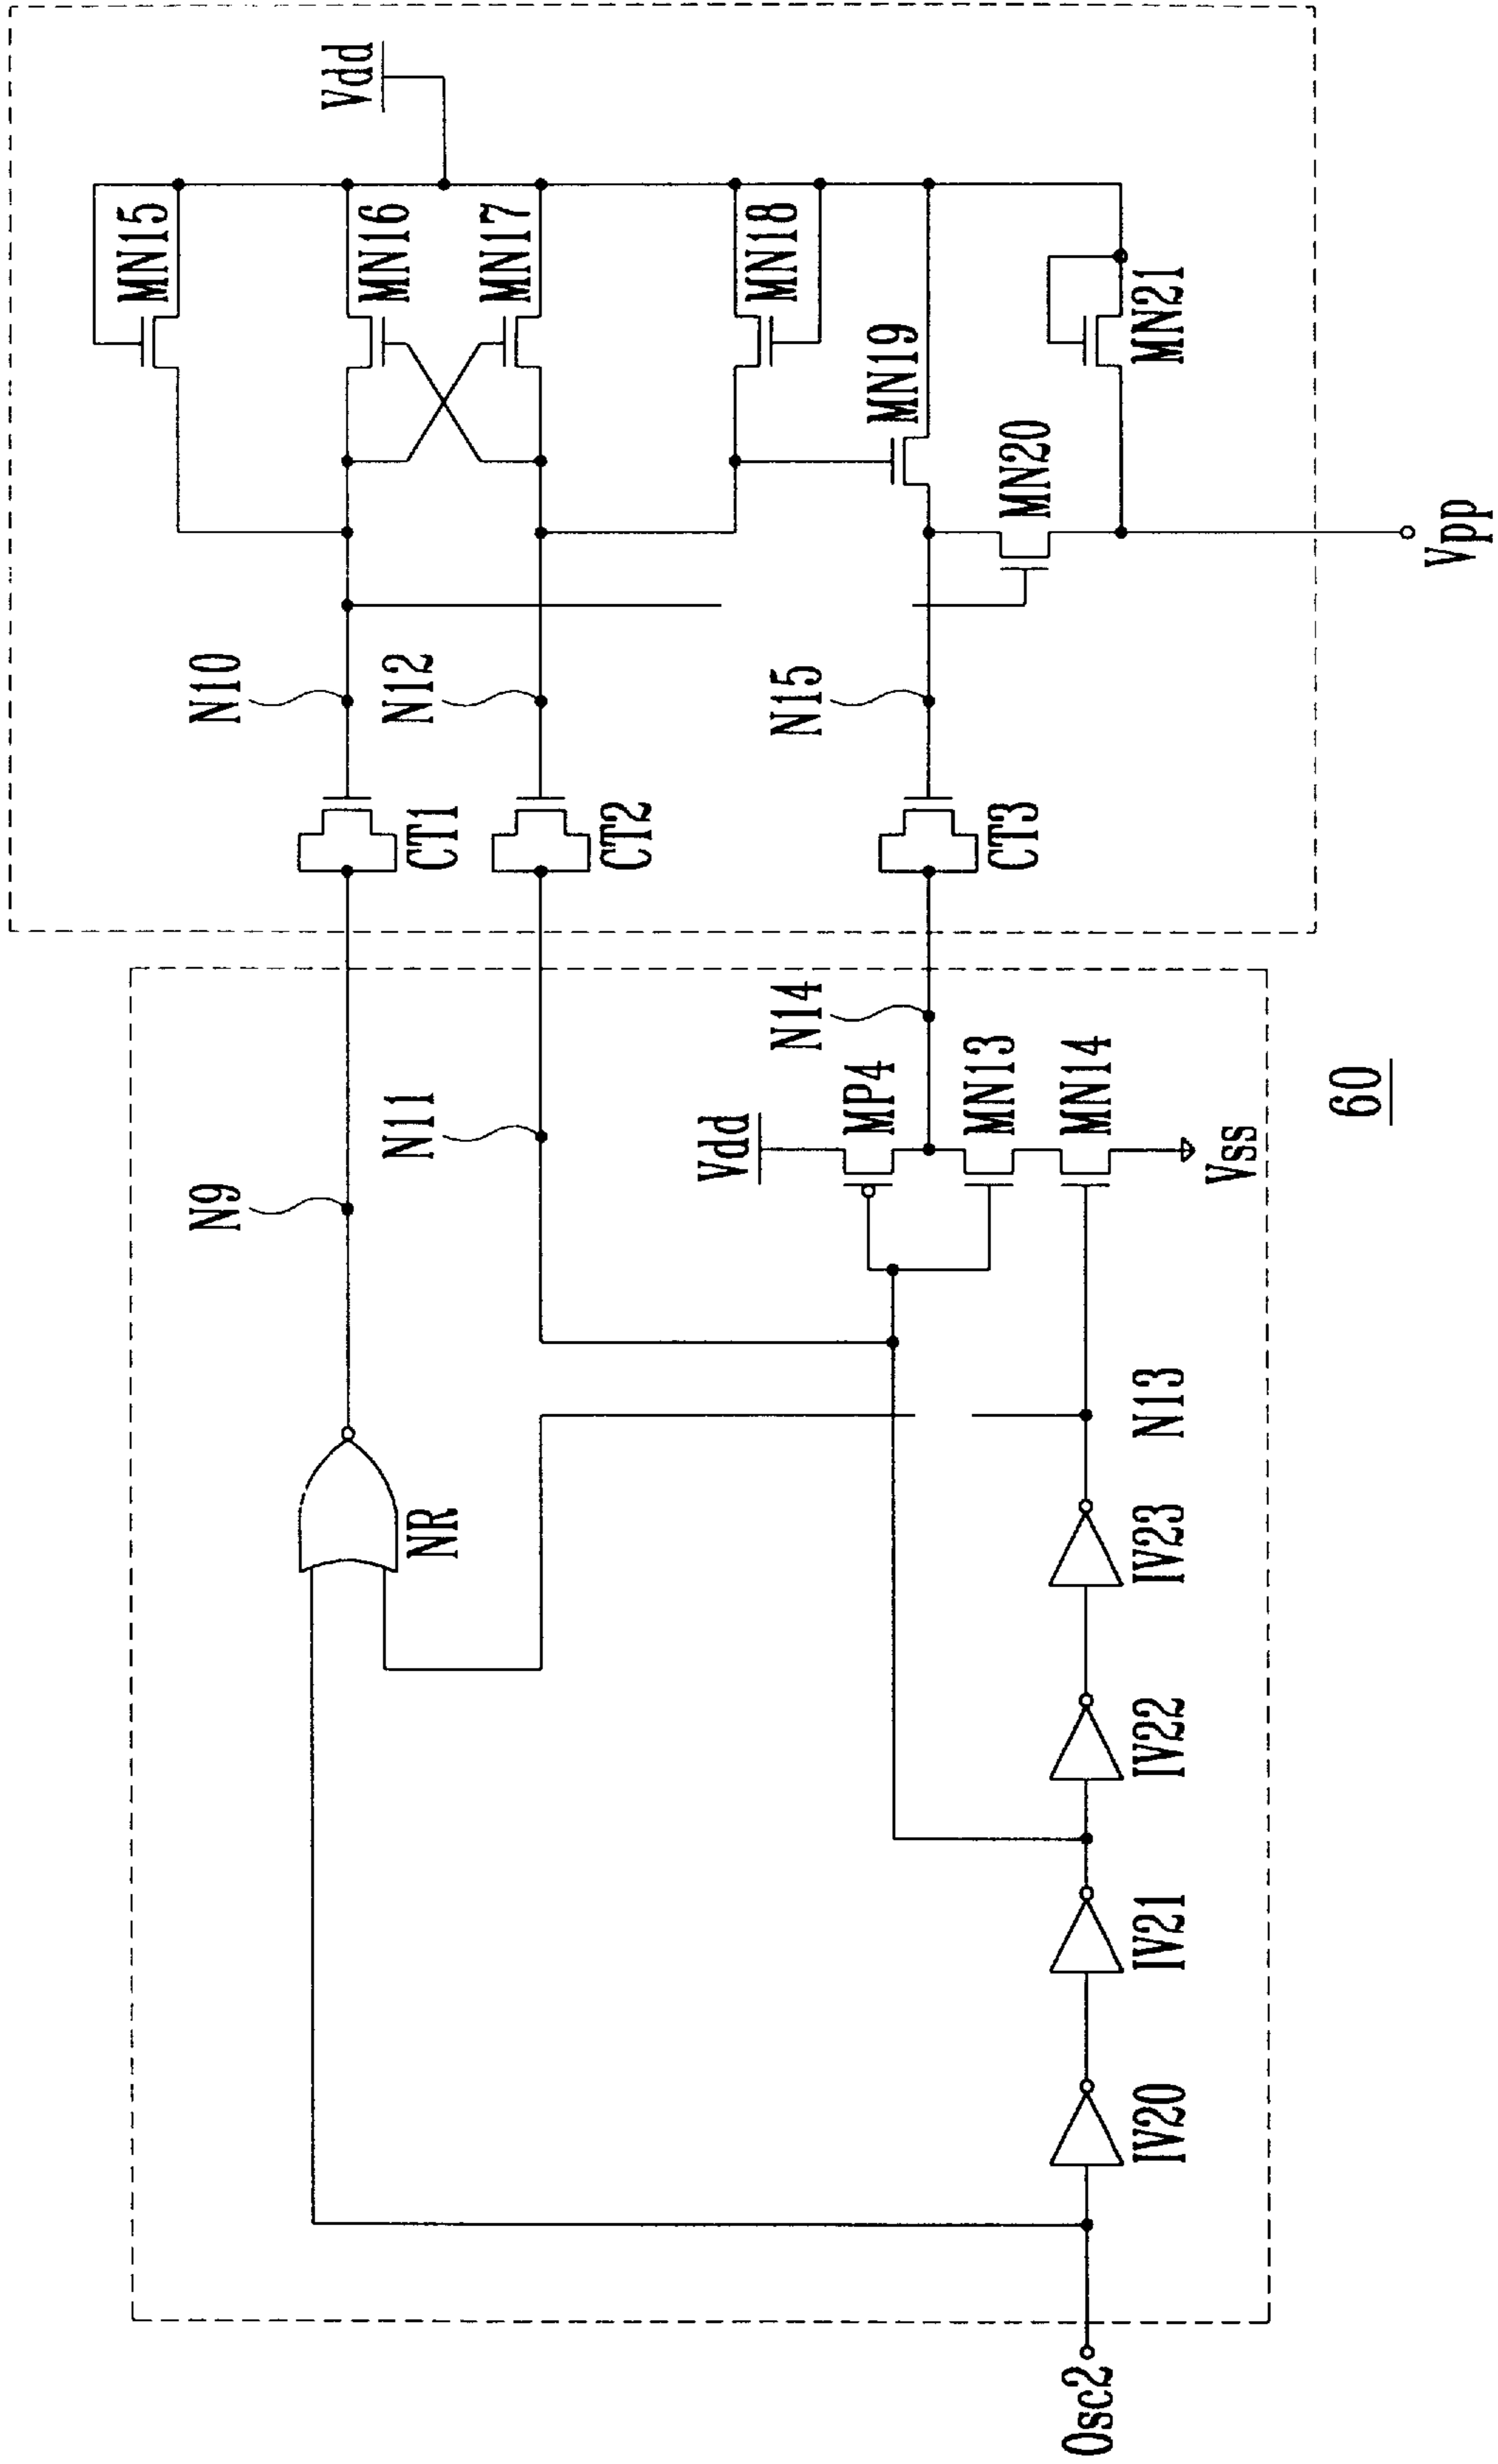 Vdd
MN15
MN16
MN17
MN18
MN19
MN20
MN21
N10
N12
N15
Vpp
CT1
CT2
CT3
N9
N11
N14
Vdd
MP4
MN13
MN14
Vss
NR
N13
IV20
IV21
IV22
IV23
Osc2
60